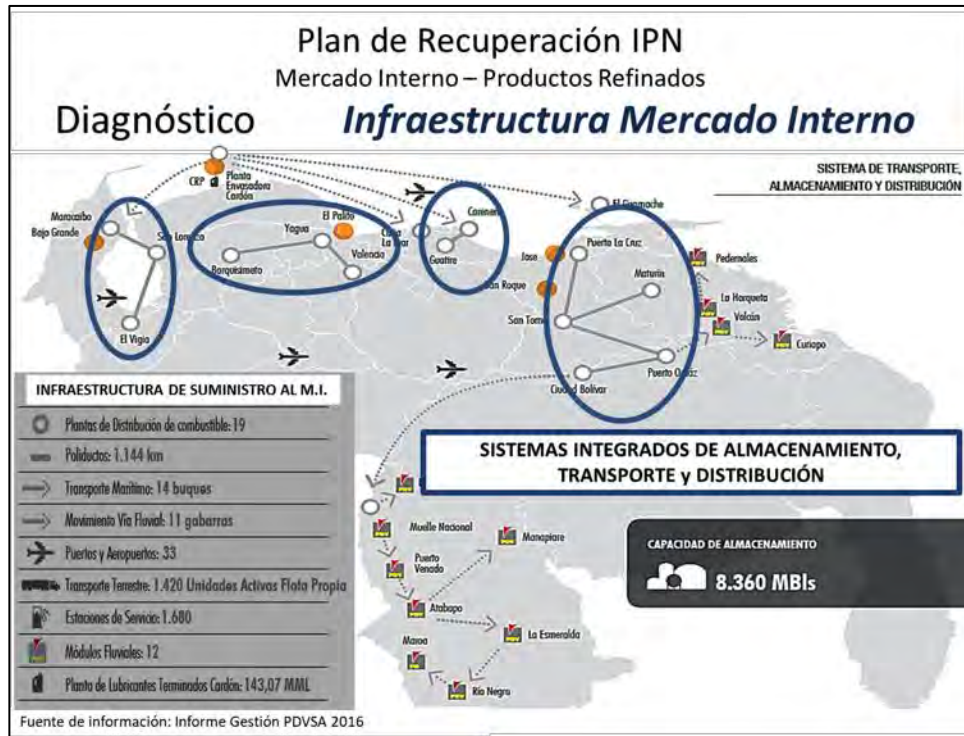 Plan de Recuperación IPN
Mercado Interno – Productos Refinados
Diagnóstico
Infraestructura Mercado Interno
SISTEMA DE TRANSPORTE,
ALMACENAMIENTO Y DISTRIBUCIÓN
CRP
Planta
Envasadora
Cardón
Maracaibo
Bajo Grande
San Lorenzo
El Vigía
El Palito
Yagua
Barquisimeto
Valencia
La Mar
Carenero
Guatire
El Guamache
Jose
Puerto La Cruz
San Roque
Maturín
San Tomé
Ciudad Bolívar
Puerto Ordaz
Pedernales
La Horqueta
Volcán
Curiapo
INFRAESTRUCTURA DE SUMINISTRO AL M.I.
Plantas de Distribución de combustible: 19
Poliductos: 1.144 km
Transporte Marítimo: 14 buques
Movimiento Vía Fluvial: 11 gabarras
Puertos y Aeropuertos: 33
Transporte Terrestre: 1.420 Unidades Activas Flota Propia
Estaciones de Servicio: 1.680
Módulos Fluviales: 12
Planta de Lubricantes Terminados Cardón: 143,07 MML
SISTEMAS INTEGRADOS DE ALMACENAMIENTO,
TRANSPORTE y DISTRIBUCIÓN
Muelle Nacional
Puerto
Venado
Manapiare
Atabapo
Maroa
La Esmeralda
Río Negro
CAPACIDAD DE ALMACENAMIENTO
8.360 MBls
Fuente de información: Informe Gestión PDVSA 2016